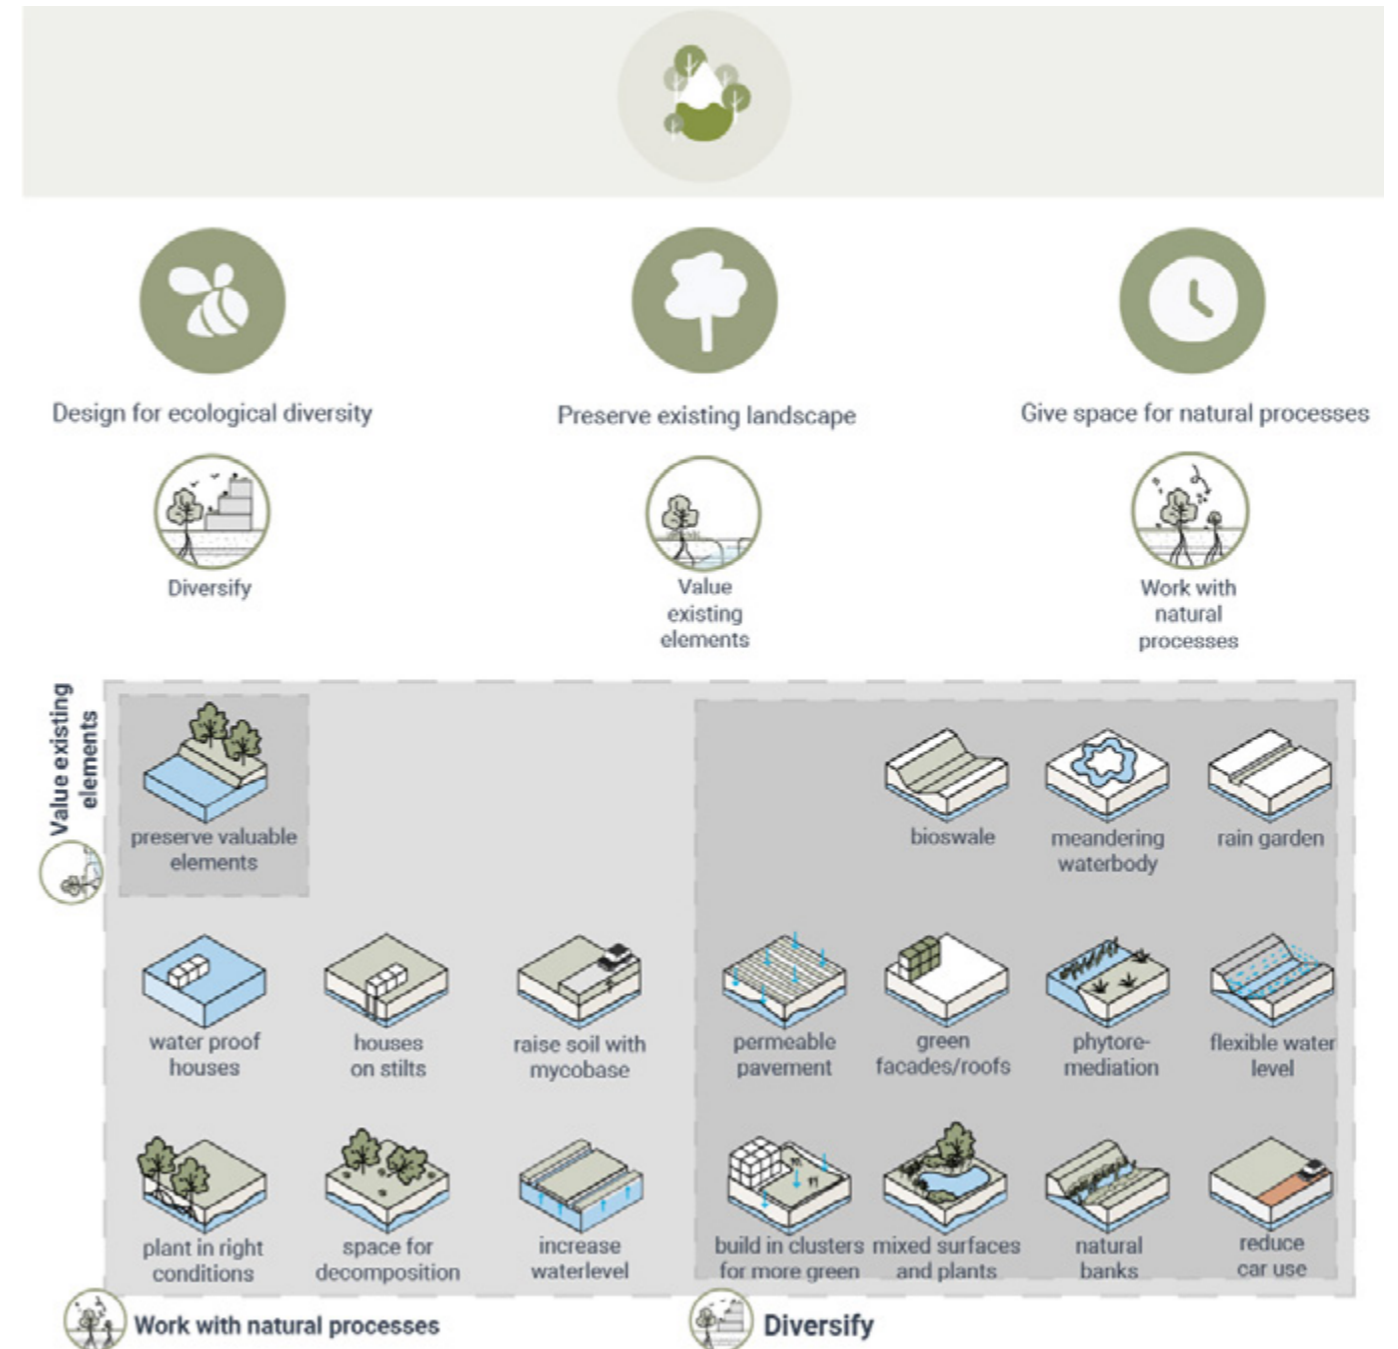 Design for ecological diversity
Preserve existing landscape
Give space for natural processes
Diversify
Value
existing
elements
Work with
natural
processes
Value existing
elements
preserve valuable
elements
bioswale
meandering
waterbody
rain garden
water proof
houses
houses
on stilts
raise soil with
mycobase
permeable
pavement
green
facades/roofs
phytore-
mediation
flexible water
level
plant in right
conditions
space for
decomposition
increase
waterlevel
build in clusters
for more green
mixed surfaces
and plants
natural
banks
reduce
car use
Work with natural processes
Diversify